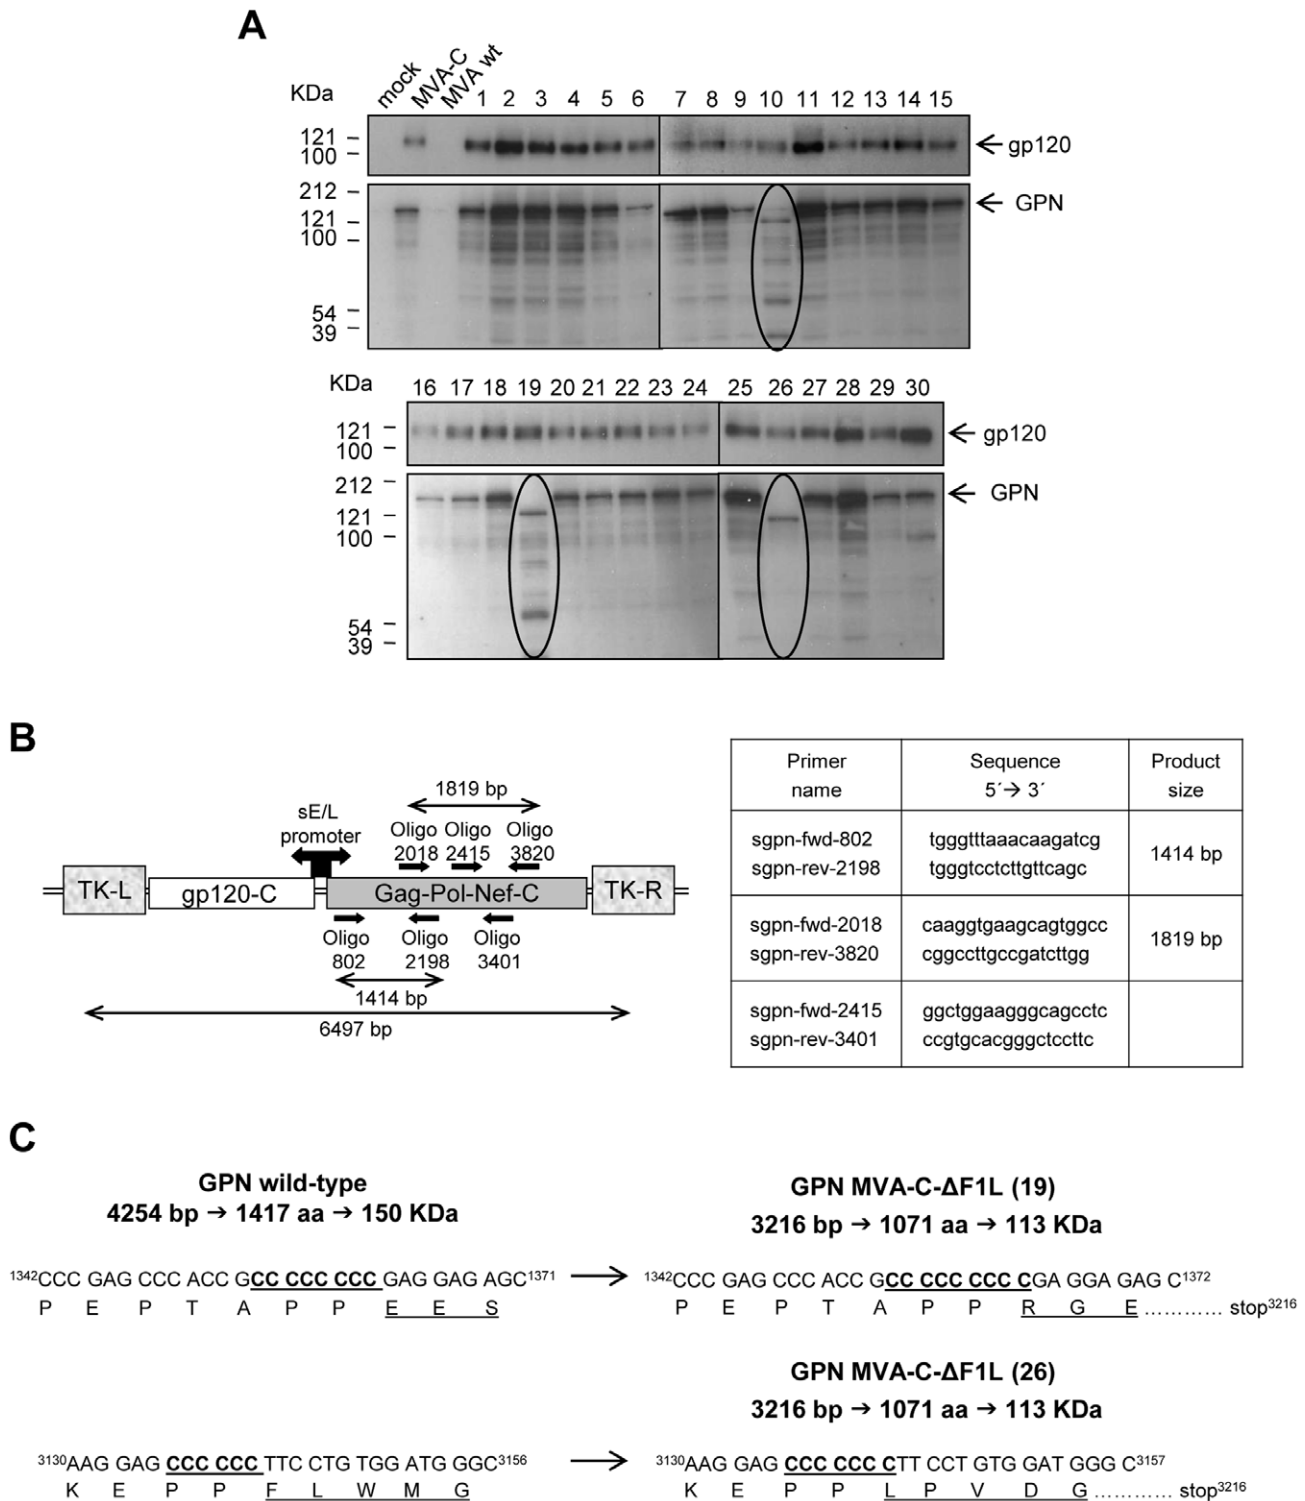 A
KDa
mock
MVA-C
MVA wt
1 2 3 4 5 6 7 8 9 10 11 12 13 14 15
121
100
gp120
212
121
100
54
39
GPN
KDa
16 17 18 19 20 21 22 23 24 25 26 27 28 29 30
121
100
gp120
212
121
100
54
39
GPN
B
1819 bp
sE/L
promoter
Oligo
2018
Oligo
2415
Oligo
3820
TK-L
gp120-C
Gag-Pol-Nef-C
TK-R
Oligo
802
Oligo
2198
Oligo
3401
1414 bp
6497 bp
Primer
name
Sequence
5´→ 3´
Product
size
sgpn-fwd-802
sgpn-rev-2198
tgggtttaaacaagatcg
tgggtcctcttgttcagc
1414 bp
sgpn-fwd-2018
sgpn-rev-3820
caaggtgaagcagtggcc
cggccttgccgatcttgg
1819 bp
sgpn-fwd-2415
sgpn-rev-3401
ggctggaagggcagcctc
ccgtgcacgggctccttc
C
GPN wild-type
4254 bp → 1417 aa → 150 KDa
GPN MVA-C-ΔF1L (19)
3216 bp → 1071 aa → 113 KDa
1342CCC GAG CCC ACC GCC CCC CCC GAG GAG AGC1371
P E P T A P P E E S
1342CCC GAG CCC ACC GCC CCC CCC CGA GGA GAG C1372
P E P T A P P R G E ............ stop3216
GPN MVA-C-ΔF1L (26)
3216 bp → 1071 aa → 113 KDa
3130AAG GAG CCC CCC TTC CTG TGG ATG GGC3156
K E P P F L W M G
3130AAG GAG CCC CCC CTT CCT GTG GAT GGG C3157
K E P P L P V D G ............ stop3216